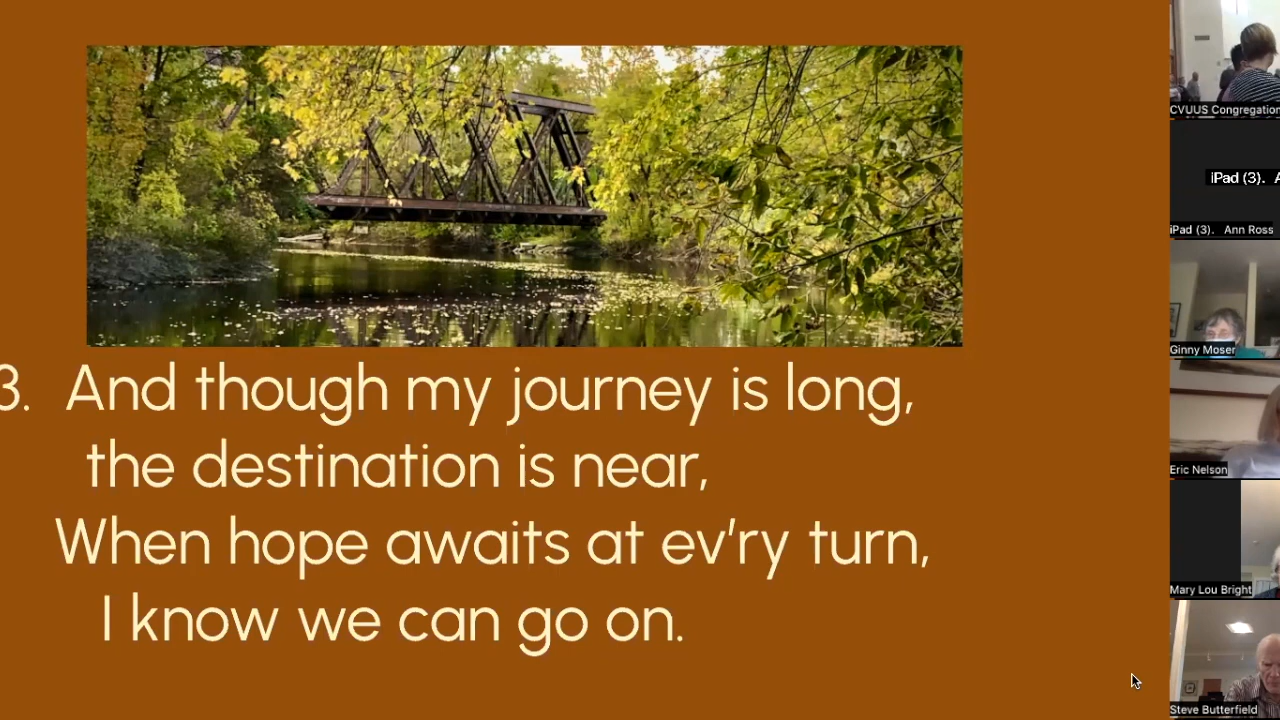 3. And though my journey is long,
the destination is near,
When hope awaits at ev'ry turn,
I know we can go on.
CVUUS Congregation
iPad (3). A
iPad (3). Ann Ross
Ginny Moser
Eric Nelson
Mary Lou Bright
Steve Butterfield